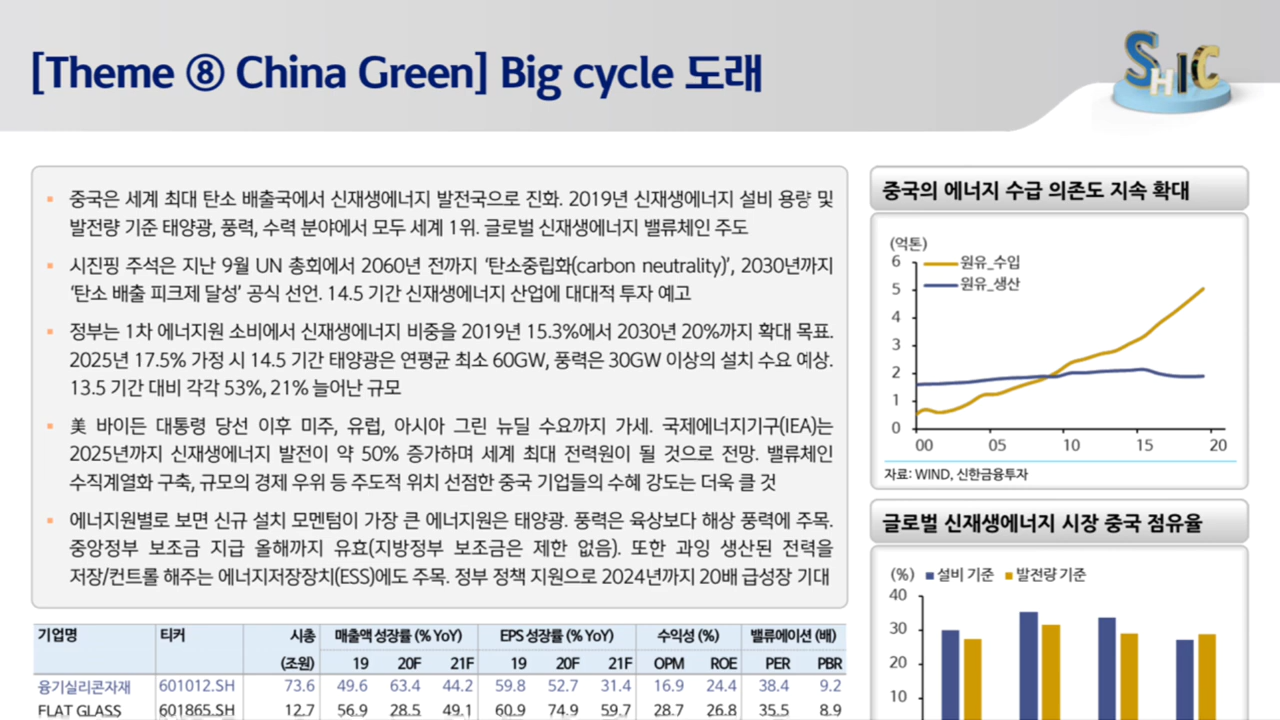 [Theme ⑧ China Green] Big cycle 도래
SHIC
▪ 중국은 세계 최대 탄소 배출국에서 신재생에너지 발전국으로 진화. 2019년 신재생에너지 설비 용량 및
발전량 기준 태양광, 풍력, 수력 분야에서 모두 세계 1위. 글로벌 신재생에너지 밸류체인 주도
▪ 시진핑 주석은 지난 9월 UN 총회에서 2060년 전까지 ‘탄소중립화(carbon neutrality)’, 2030년까지
‘탄소 배출 피크제 달성’ 공식 선언. 14.5 기간 신재생에너지 산업에 대대적 투자 예고
▪ 정부는 1차 에너지원 소비에서 신재생에너지 비중을 2019년 15.3%에서 2030년 20%까지 확대 목표.
2025년 17.5% 가정 시 14.5 기간 태양광은 연평균 최소 60GW, 풍력은 30GW 이상의 설치 수요 예상.
13.5 기간 대비 각각 53%, 21% 늘어난 규모
▪ 美 바이든 대통령 당선 이후 미주, 유럽, 아시아 그린 뉴딜 수요까지 가세. 국제에너지기구(IEA)는
2025년까지 신재생에너지 발전이 약 50% 증가하며 세계 최대 전력원이 될 것으로 전망. 밸류체인
수직계열화 구축, 규모의 경제 우위 등 주도적 위치 선점한 중국 기업들의 수혜 강도는 더욱 클 것
▪ 에너지원별로 보면 신규 설치 모멘텀이 가장 큰 에너지원은 태양광. 풍력은 육상보다 해상 풍력에 주목.
중앙정부 보조금 지급 올해까지 유효(지방정부 보조금은 제한 없음). 또한 과잉 생산된 전력을
저장/컨트롤 해주는 에너지저장장치(ESS)에도 주목. 정부 정책 지원으로 2024년까지 20배 급성장 기대
기업명 티커 시총 매출액 성장률 (% YoY) EPS 성장률 (% YoY) 수익성 (%) 밸류에이션 (배)
(조원) 19 20F 21F 19 20F 21F OPM ROE PER PBR
융기실리콘자재 601012.SH 73.6 49.6 63.4 44.2 59.8 52.7 31.4 16.9 24.4 38.4 9.2
FLAT GLASS 601865.SH 12.7 56.9 28.5 49.1 60.9 74.9 59.7 28.7 26.8 35.5 8.9
중국의 에너지 수급 의존도 지속 확대
(억톤)
원유_수입
원유_생산
6
5
4
3
2
1
0
00 05 10 15 20
자료: WIND, 신한금융투자
글로벌 신재생에너지 시장 중국 점유율
(%) ■ 설비 기준 ■ 발전량 기준
40
30
20
10